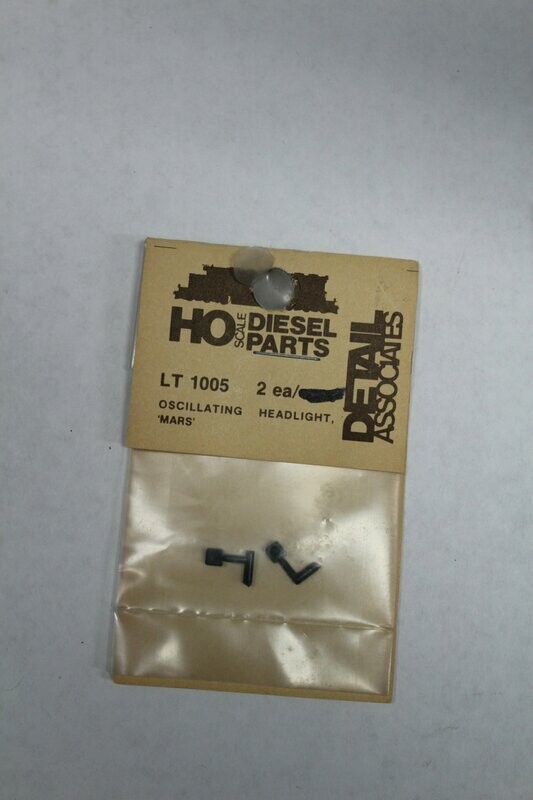 HO SCALE DIESEL PARTS
DETAIL ASSOCIATES
LT 1005 2 ea/
OSCILLATING HEADLIGHT,
'MARS'